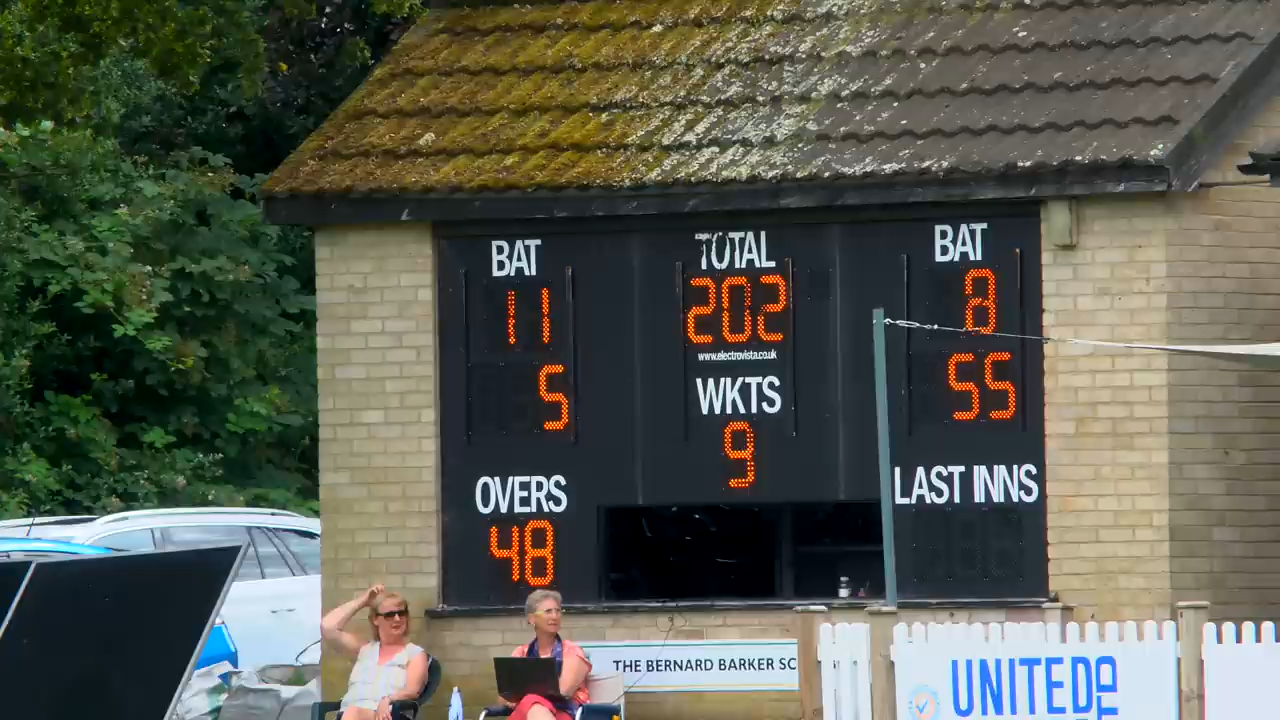 BAT
TOTAL
BAT
11
202
8
www.electrovista.co.uk
5
WKTS
55
9
OVERS
LAST INNS
48
THE BERNARD BARKER SC
UNITED